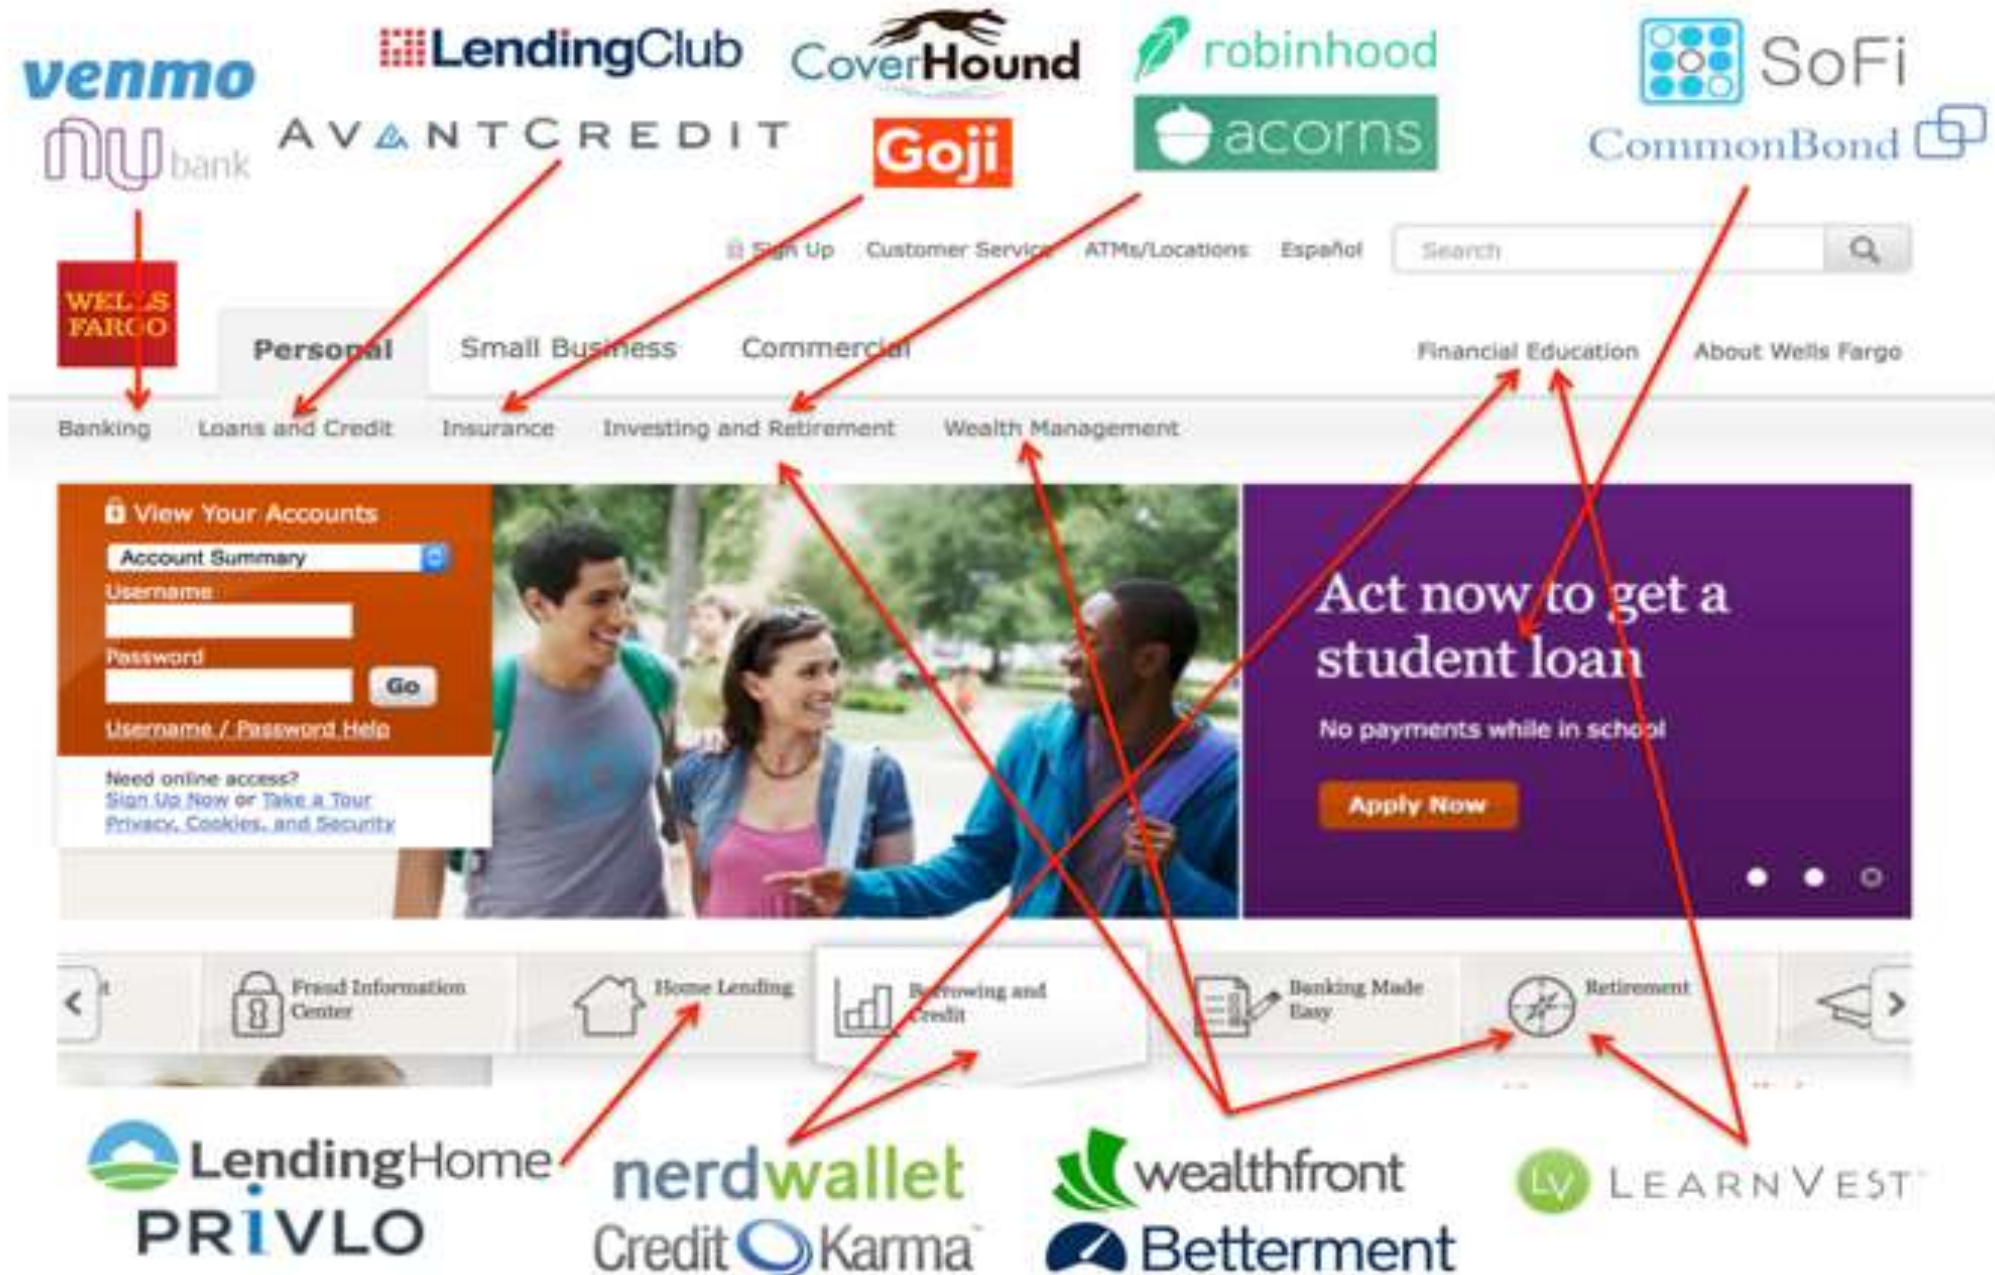 venmo
LendingClub
CoverHound
robinhood
SoFi
nu bank
AVANTCREDIT
Goji
acorns
CommonBond
Sign Up Customer Service ATMs/Locations Español Search
WELLS
FARGO
Personal Small Business Commercial Financial Education About Wells Fargo
Banking Loans and Credit Insurance Investing and Retirement Wealth Management
View Your Accounts
Account Summary
Username
Password
Go
Username / Password Help
Need online access?
Sign Up Now or Take a Tour
Privacy, Cookies, and Security
Act now to get a
student loan
No payments while in school
Apply Now
Fraud Information
Center
Home Lending
Borrowing and
Credit
Banking Made
Easy
Retirement
LendingHome
PRIVLO
nerdwallet
Credit Karma
wealthfront
Betterment
LV LEARNVEST